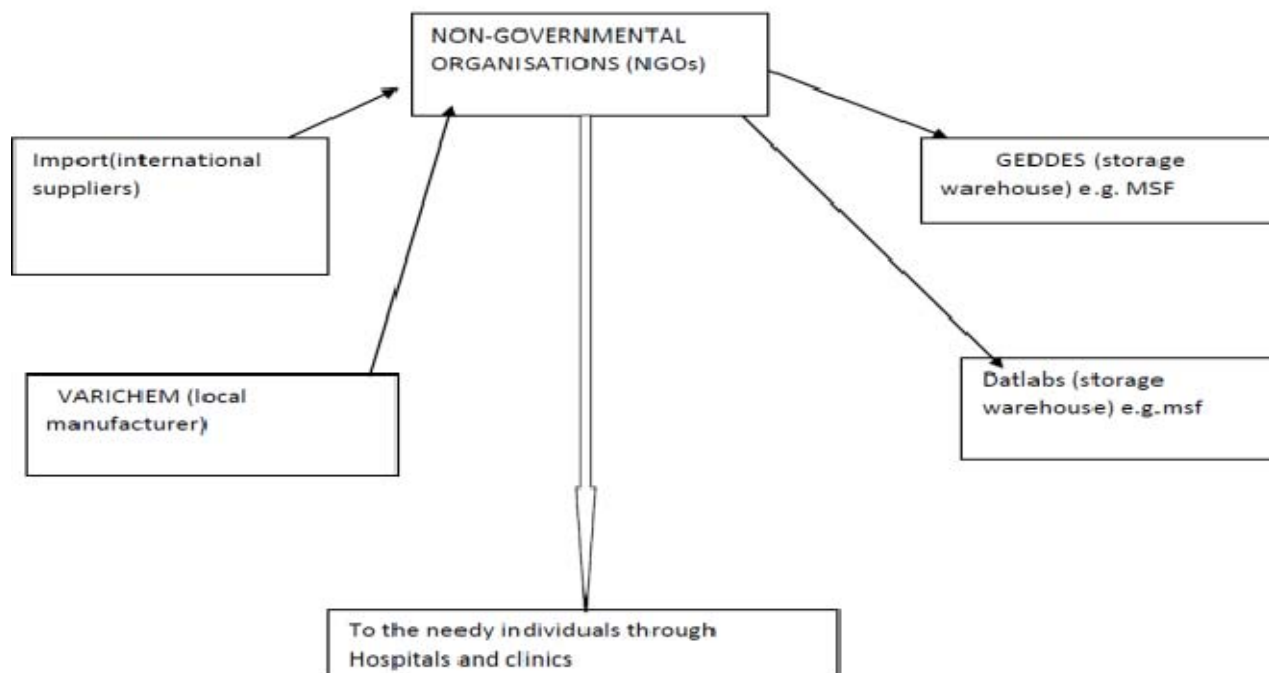 NON-GOVERNMENTAL
ORGANISATIONS (NGOs)
Import(international
suppliers)
GEDDES (storage
warehouse) e.g. MSF
VARICHEM (local
manufacturer)
Datlabs (storage
warehouse) e.g.msf
To the needy individuals through
Hospitals and clinics